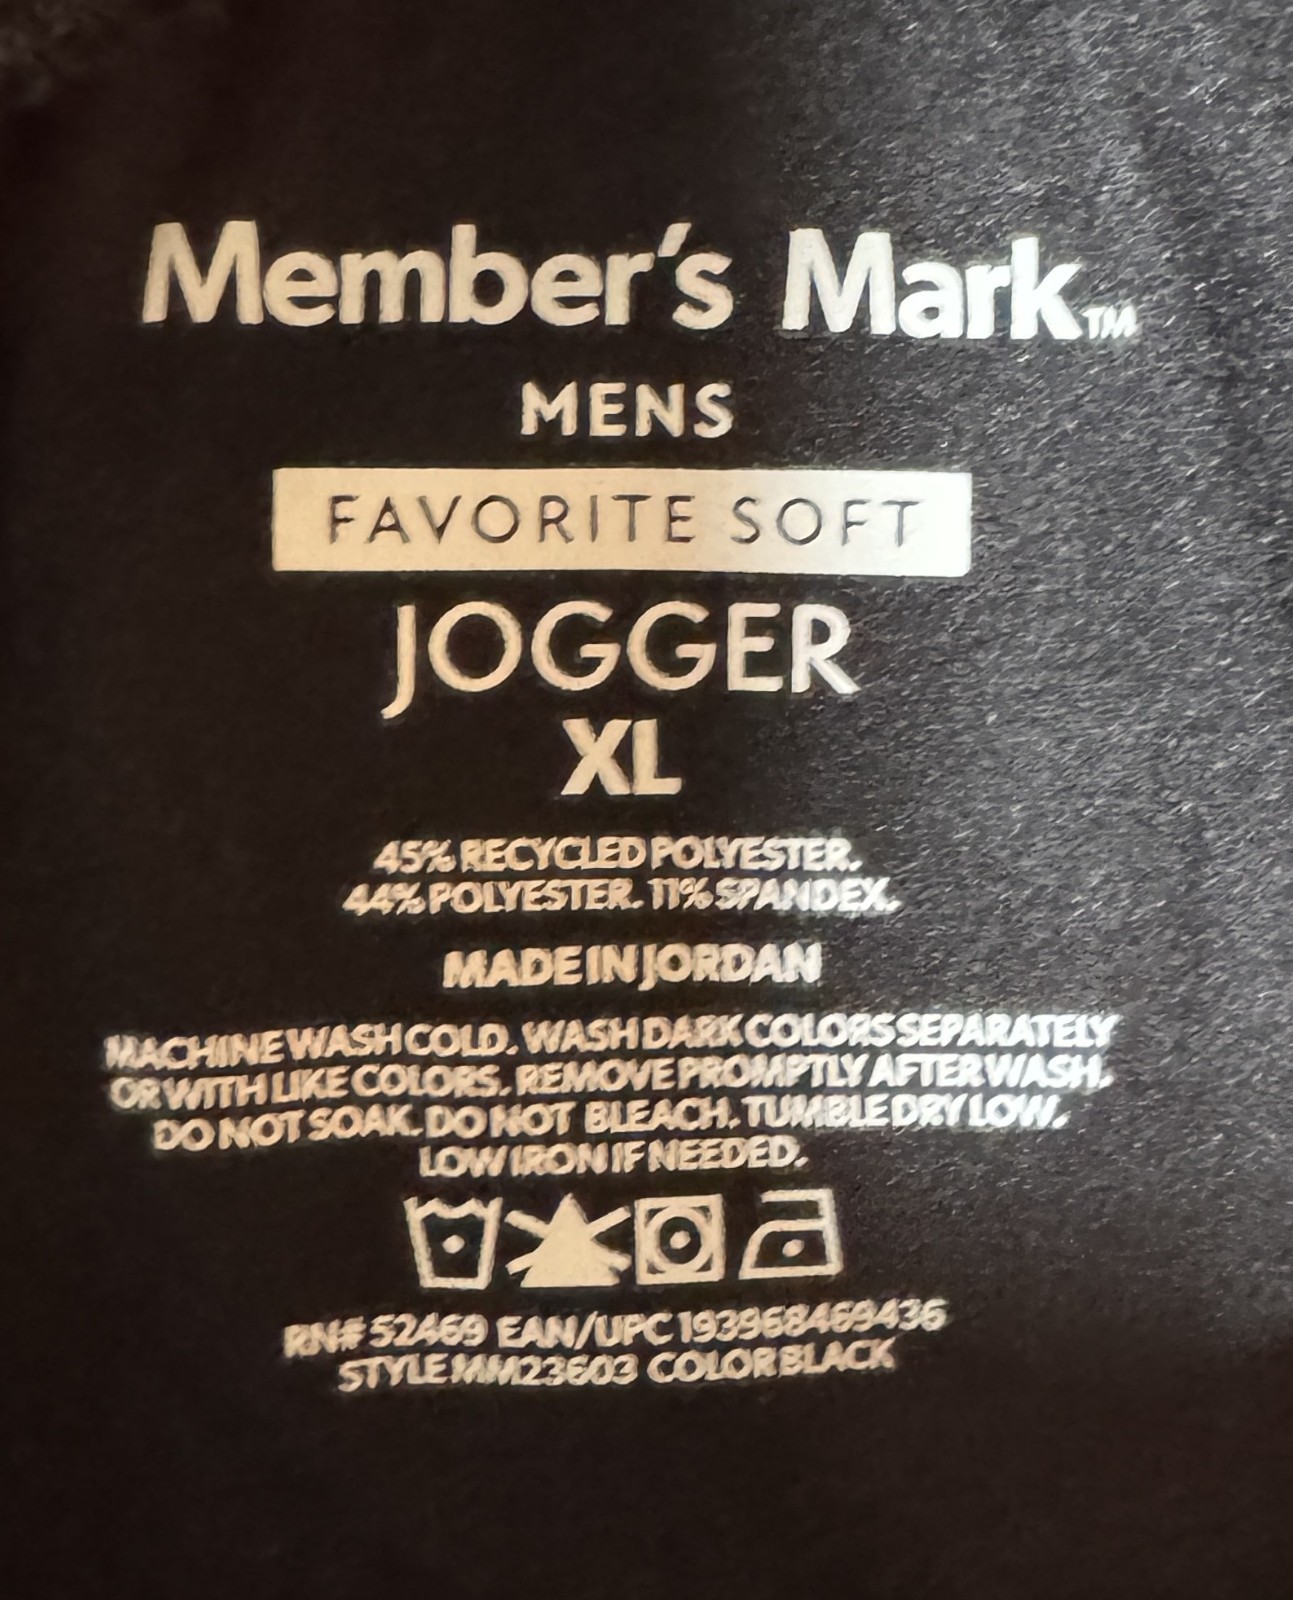 Member's Mark™
MENS
FAVORITE SOFT
JOGGER
XL
45% RECYCLED POLYESTER.
44% POLYESTER. 11% SPANDEX.
MADE IN JORDAN
MACHINE WASH COLD. WASH DARK COLORS SEPARATELY
OR WITH LIKE COLORS. REMOVE PROMPTLY AFTER WASH.
DO NOT SOAK. DO NOT BLEACH. TUMBLE DRY LOW.
LOW IRON IF NEEDED.
RN# 52469 EAN/UPC 193968469436
STYLE MM23603 COLOR BLACK